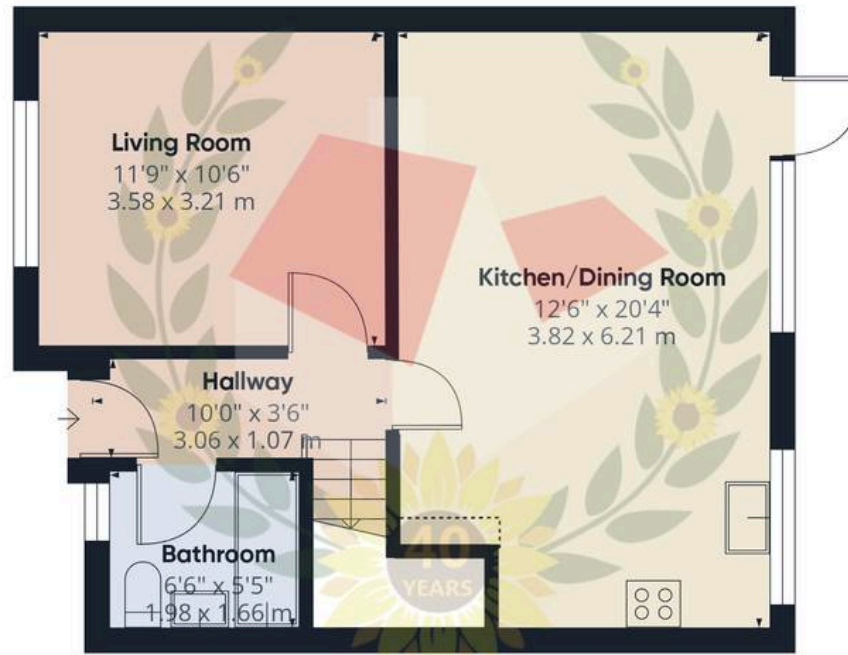 Living Room
11'9" x 10'6"
3.58 x 3.21 m
Kitchen/Dining Room
12'6" x 20'4"
3.82 x 6.21 m
Hallway
10'0" x 3'6"
3.06 x 1.07 m
Bathroom
6'6" x 5'5"
1.98 x 1.66 m
40
YEARS